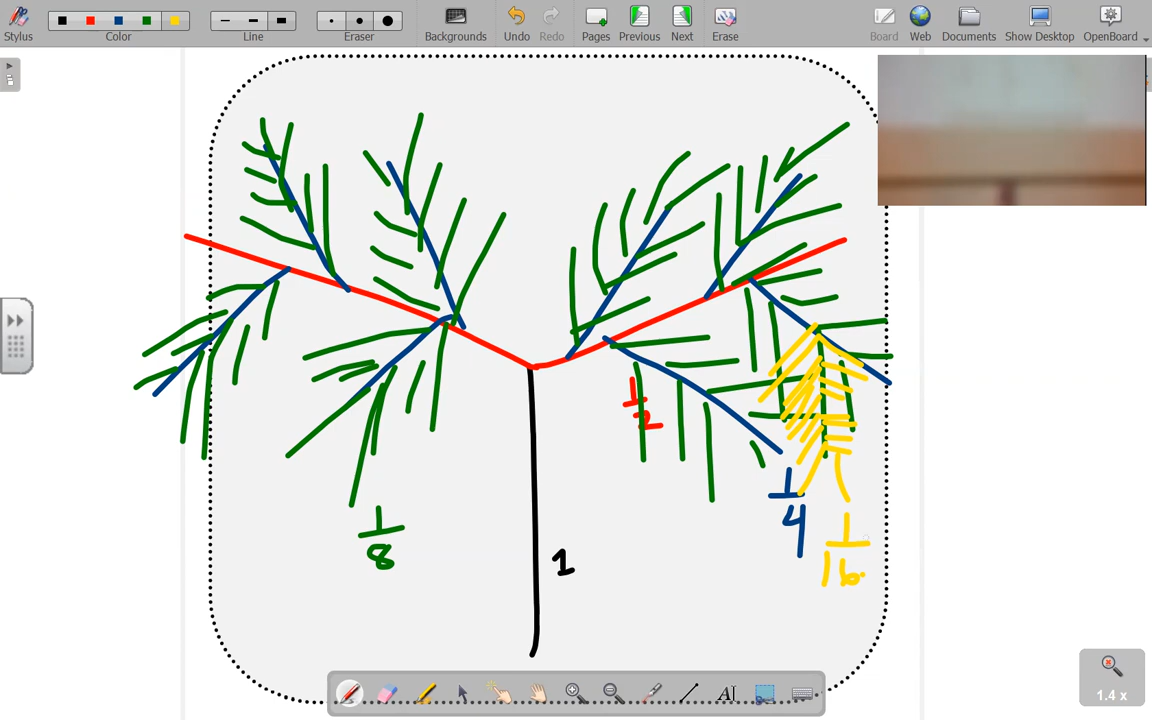 Stylus
Color
Line
Eraser
Backgrounds
Undo
Redo
Pages
Previous
Next
Erase
Board
Web
Documents
Show Desktop
OpenBoard
1/2
1/4
1/8
1
1/16
1.4 x